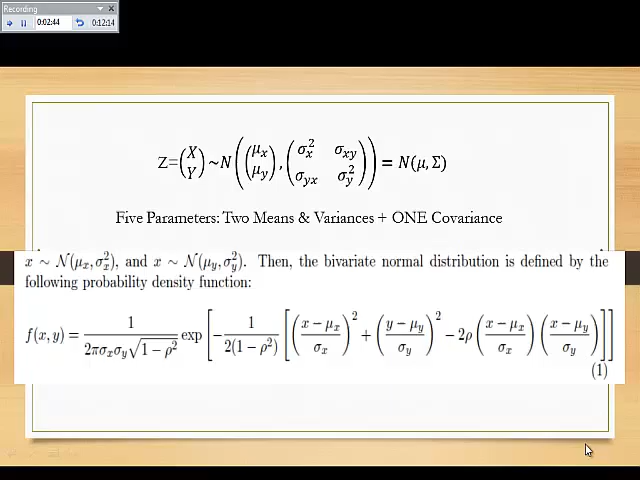 Recording
0:02:44
0:12:14
Z=(X Y) ~N((μx μy), (σx² σxy σyx σy²)) = N(μ,Σ)
Five Parameters: Two Means & Variances + ONE Covariance
x ~ N(μx, σx²), and x ~ N(μy, σy²). Then, the bivariate normal distribution is defined by the
following probability density function:
f(x, y) = 1/(2πσxσy√(1−ρ²)) exp[−1/(2(1−ρ²)) [((x−μx)/σx)² + ((y−μy)/σy)² − 2ρ((x−μx)/σx)((x−μy)/σy)]]
(1)